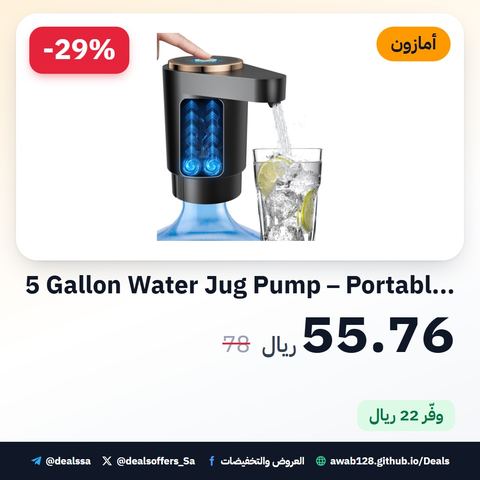 -29%
أمازون
5 Gallon Water Jug Pump – Portabl...
55.76 ريال 78
وفّر 22 ريال
@dealssa @dealsoffers_Sa العروض والتخفيضات awab128.github.io/Deals